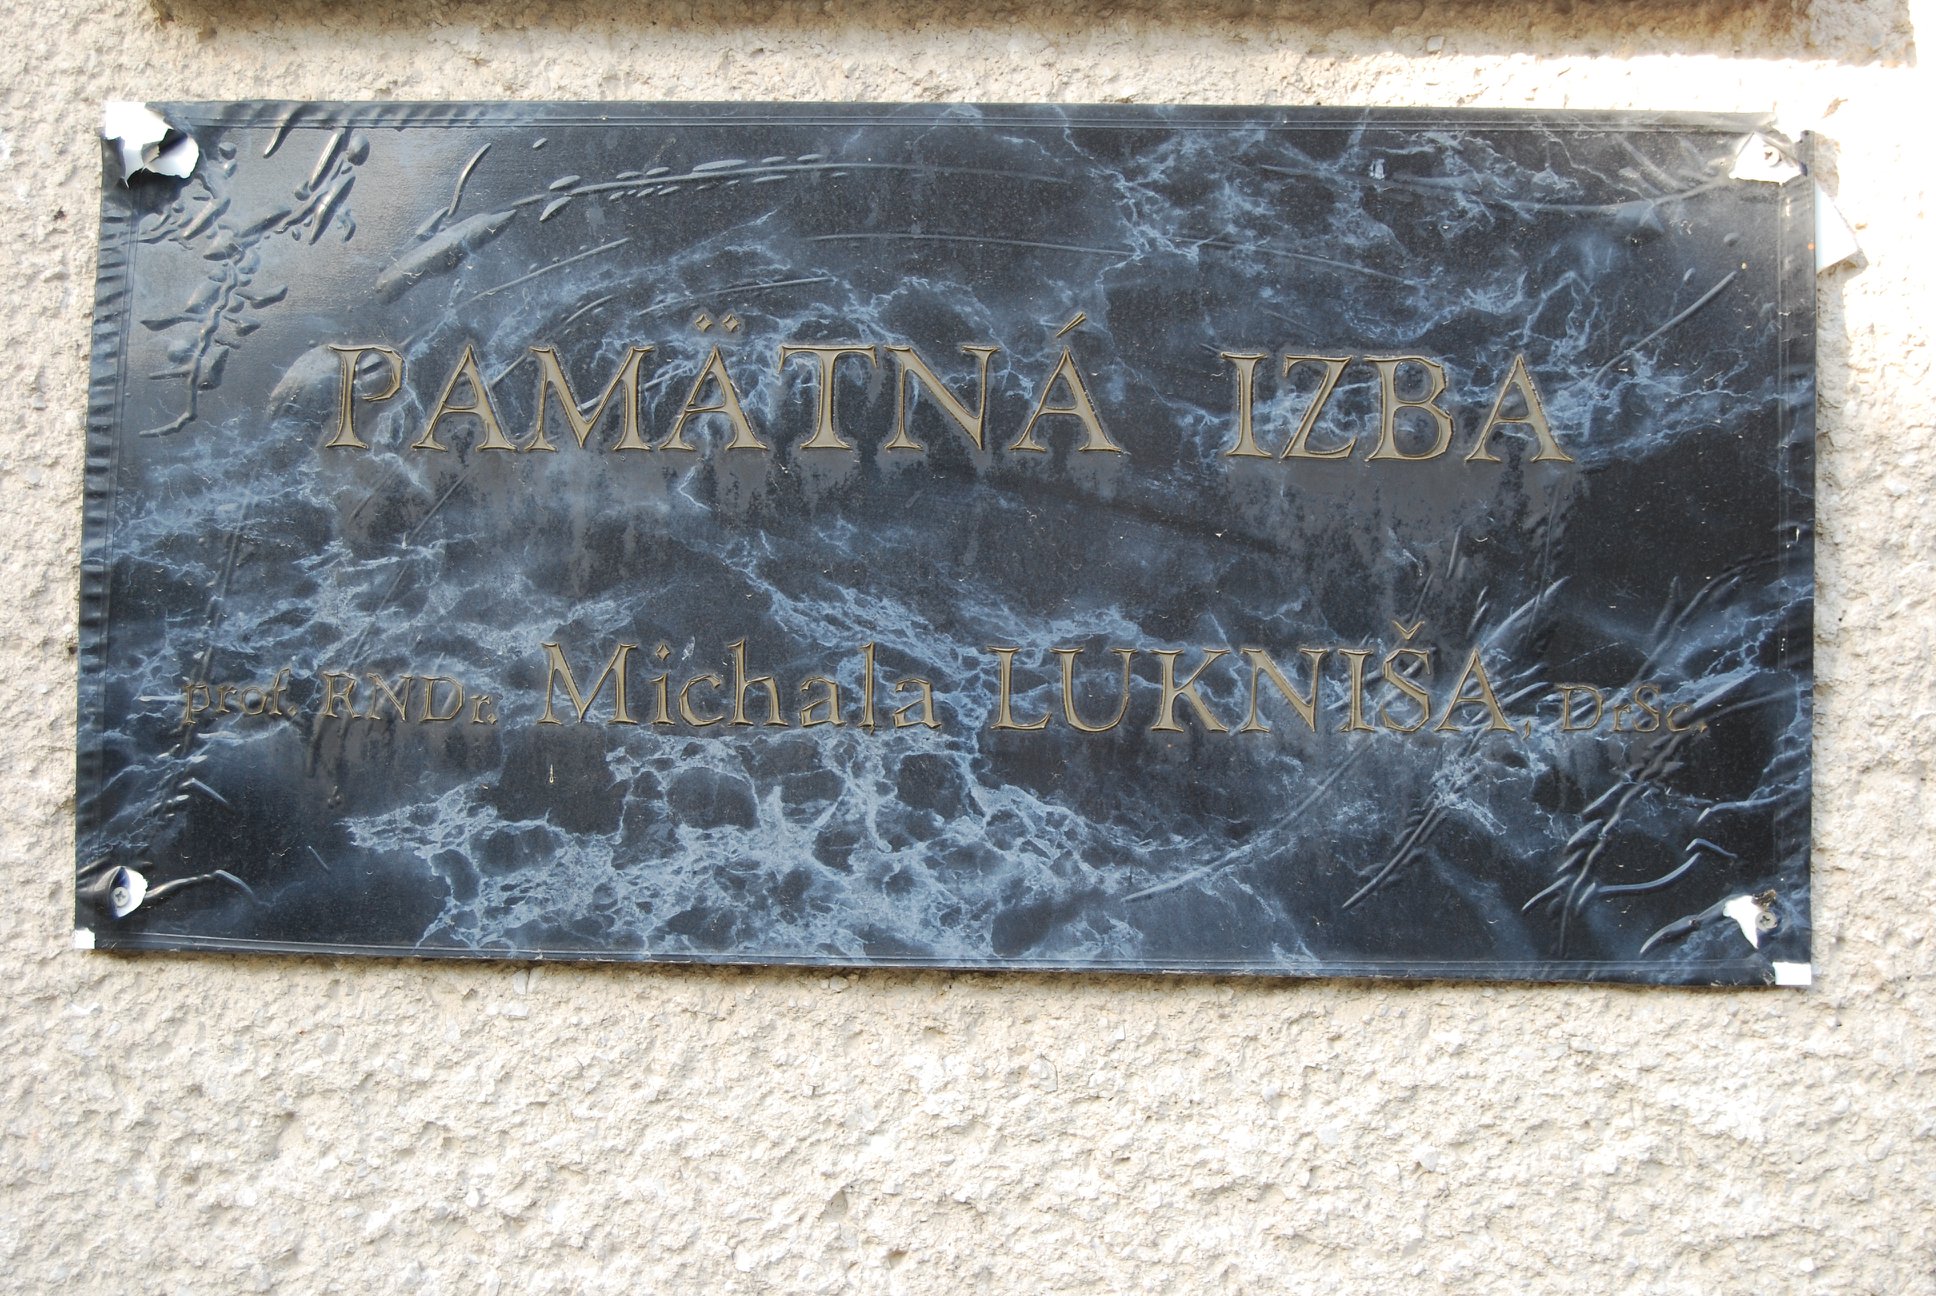 PAMÄTNÁ IZBA
prof. RNDr. Michala LUKNIŠA, DrSc.